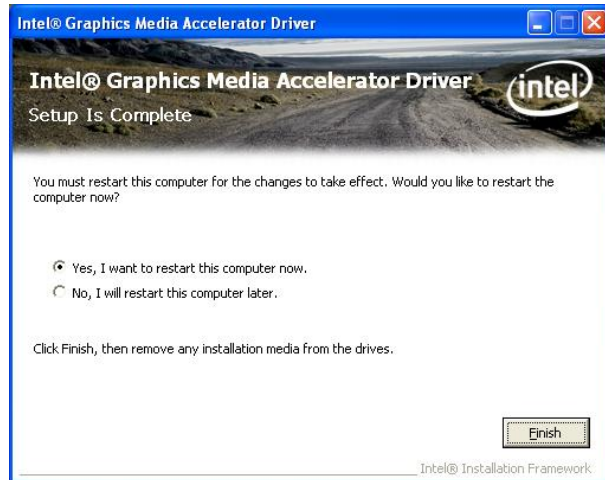 Intel® Graphics Media Accelerator Driver
Intel® Graphics Media Accelerator Driver
intel
Setup Is Complete
You must restart this computer for the changes to take effect. Would you like to restart the
computer now?
Yes, I want to restart this computer now.
No, I will restart this computer later.
Click Finish, then remove any installation media from the drives.
Finish
Intel® Installation Framework